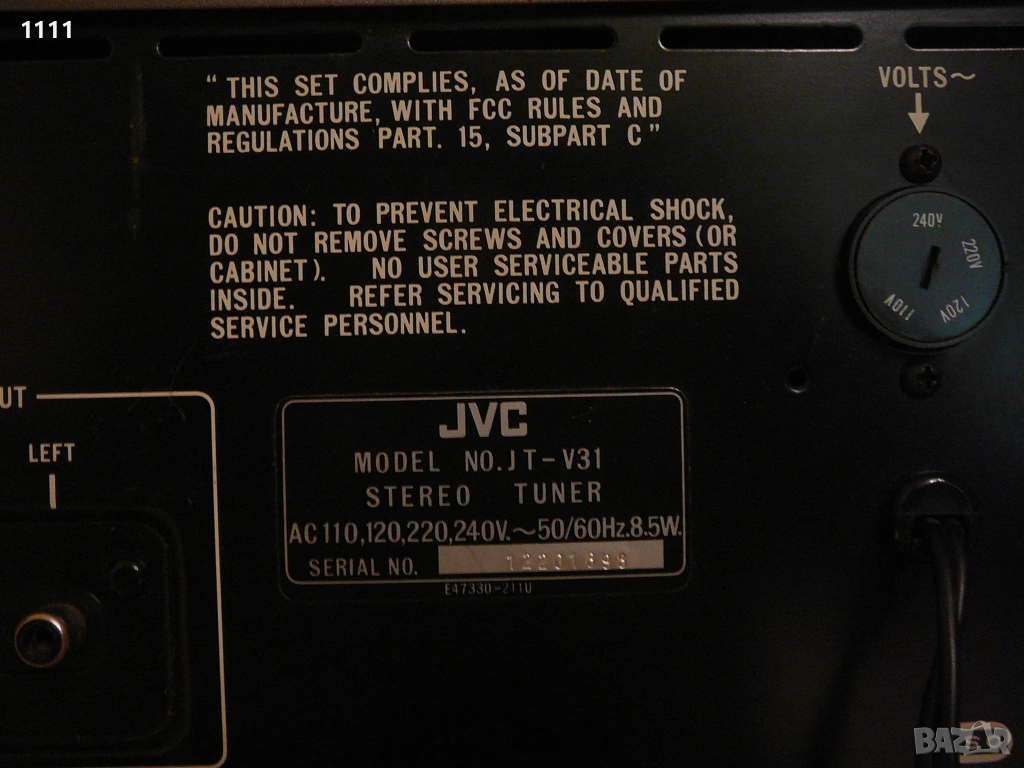 1111
“ THIS SET COMPLIES, AS OF DATE OF
MANUFACTURE, WITH FCC RULES AND
REGULATIONS PART. 15, SUBPART C ”
VOLTS~
240V
220V
120V
110V
CAUTION: TO PREVENT ELECTRICAL SHOCK,
DO NOT REMOVE SCREWS AND COVERS (OR
CABINET). NO USER SERVICEABLE PARTS
INSIDE. REFER SERVICING TO QUALIFIED
SERVICE PERSONNEL.
UT
LEFT
JVC
MODEL NO. JT-V31
STEREO TUNER
AC 110,120,220,240V.~50/60Hz.8.5W.
SERIAL NO.
E47330-211U
BAZAR